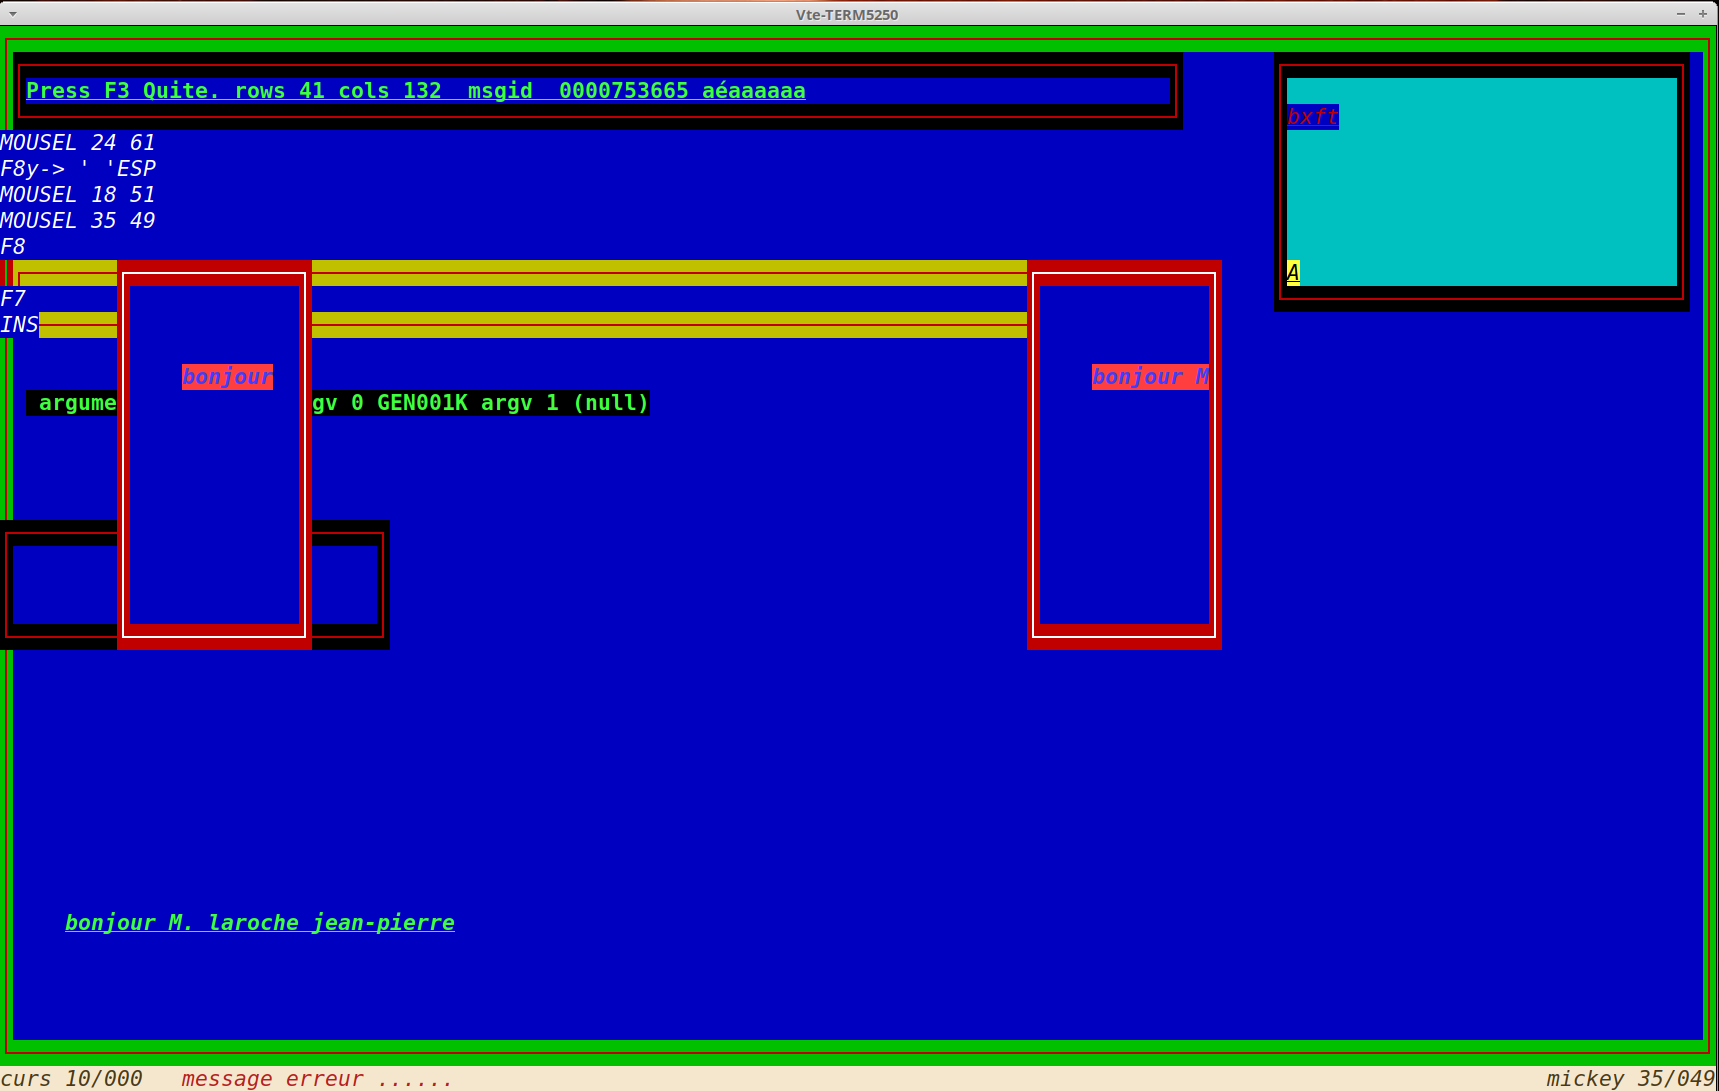 Vte-TERM5250
Press F3 Quite. rows 41 cols 132  msgid  0000753665 aéaaaaaa
bxft
MOUSEL 24 61
F8y-> ' 'ESP
MOUSEL 18 51
MOUSEL 35 49
F8
A
F7
INS
bonjour
bonjour M
argume
gv 0 GEN001K argv 1 (null)
bonjour M. laroche jean-pierre
curs 10/000   message erreur ......
mickey 35/049